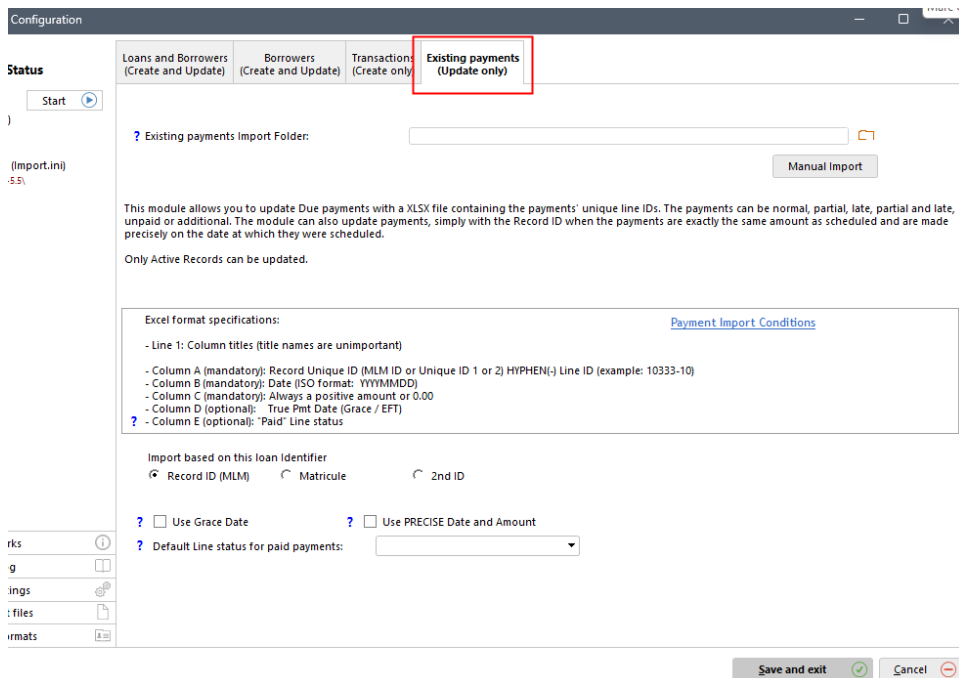 Configuration
Status
Start
)
(Import.ini)
-5.5\
Loans and Borrowers
(Create and Update)
Borrowers
(Create and Update)
Transactions
(Create only
Existing payments
(Update only)
? Existing payments Import Folder:
Manual Import
This module allows you to update Due payments with a XLSX file containing the payments' unique line IDs. The payments can be normal, partial, late, partial and late,
unpaid or additional. The module can also update payments, simply with the Record ID when the payments are exactly the same amount as scheduled and are made
precisely on the date at which they were scheduled.
Only Active Records can be updated.
Excel format specifications:
Payment Import Conditions
- Line 1: Column titles (title names are unimportant)
- Column A (mandatory): Record Unique ID (MLM ID or Unique ID 1 or 2) HYPHEN(-) Line ID (example: 10333-10)
- Column B (mandatory): Date (ISO format: YYYYMMDD)
- Column C (mandatory): Always a positive amount or 0.00
- Column D (optional): True Pmt Date (Grace / EFT)
? - Column E (optional): "Paid" Line status
Import based on this loan Identifier
Record ID (MLM)
Matricule
2nd ID
? Use Grace Date
? Use PRECISE Date and Amount
? Default Line status for paid payments:
rks
g
tings
t files
ormats
Save and exit
Cancel